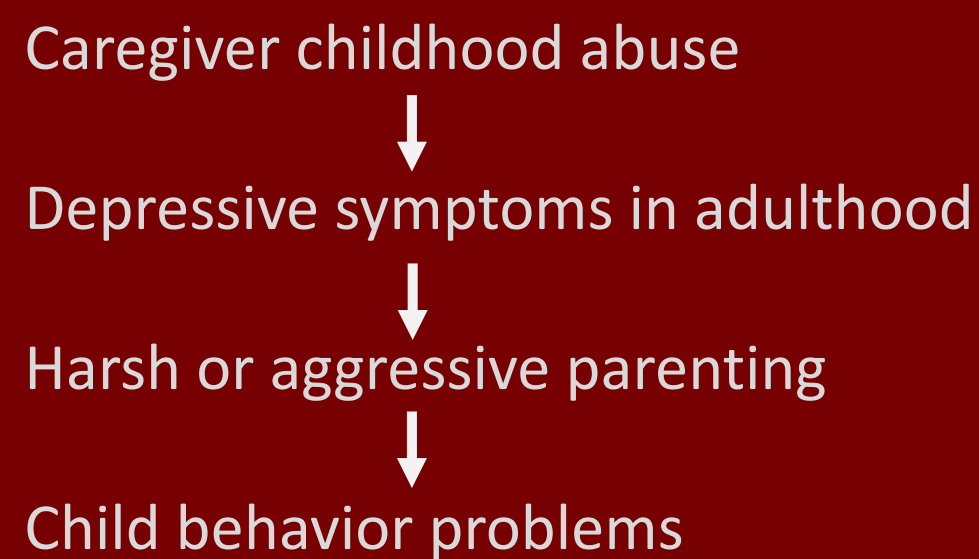 Caregiver childhood abuse
Depressive symptoms in adulthood
Harsh or aggressive parenting
Child behavior problems